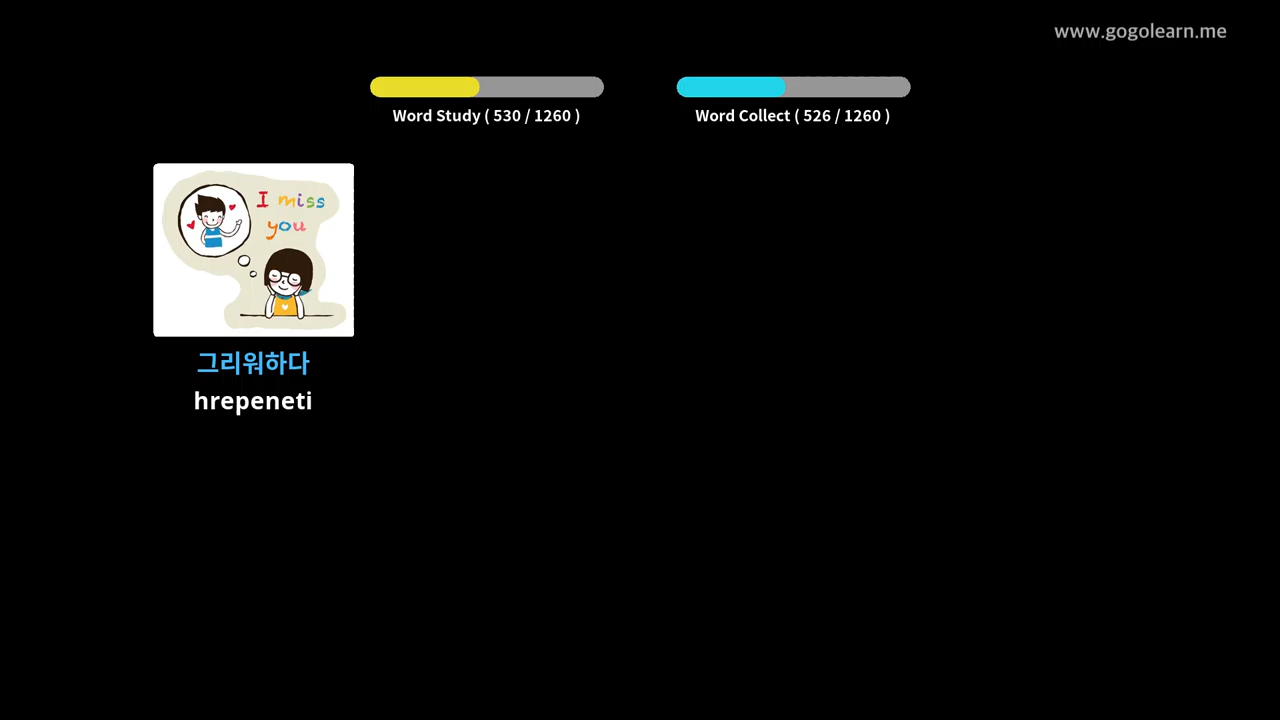 www.gogolearn.me
Word Study ( 530 / 1260 )
Word Collect ( 526 / 1260 )
I miss
you
그리워하다
hrepeneti